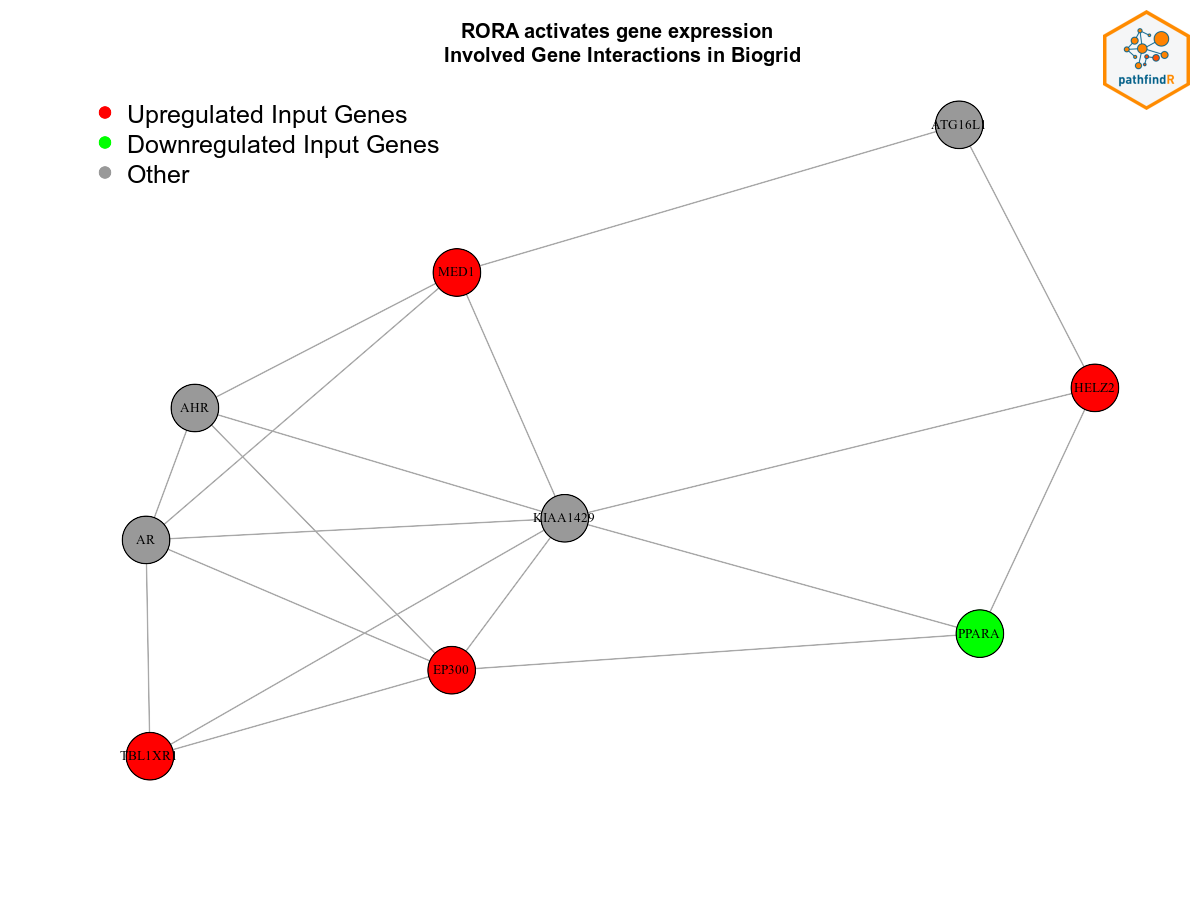 RORA activates gene expression
Involved Gene Interactions in Biogrid
pathfindR
Upregulated Input Genes
Downregulated Input Genes
Other
ATG16L1
MED1
HELZ2
AHR
KIAA1429
AR
PPARA
EP300
TBL1XR1